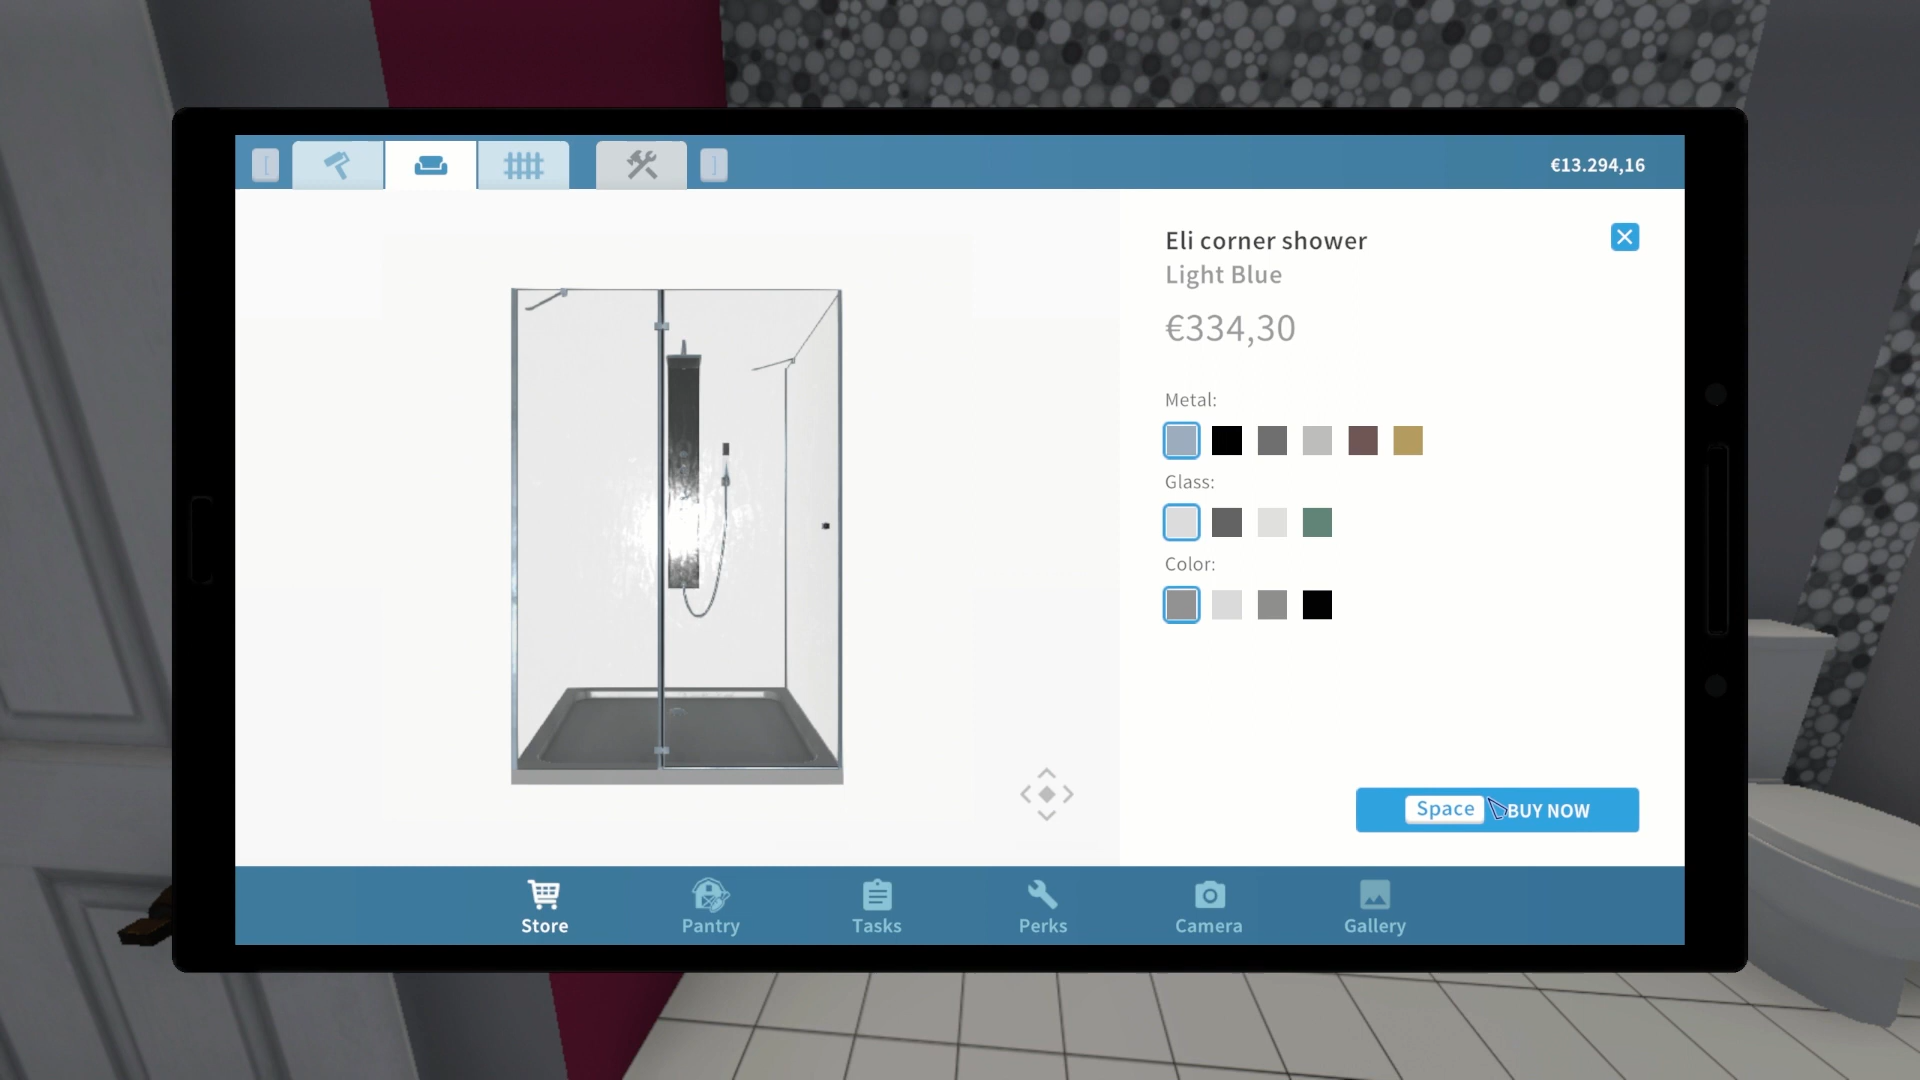 [
]
€13.294,16
Eli corner shower
Light Blue
€334,30
Metal:
Glass:
Color:
Space BUY NOW
Store Pantry Tasks Perks Camera Gallery